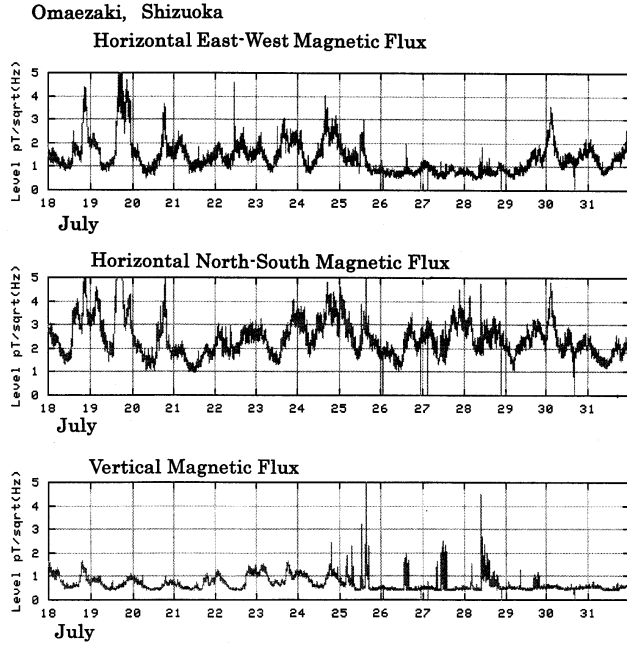 Omaezaki, Shizuoka
Horizontal East-West Magnetic Flux
Level pT/sqrt(Hz)
5
4
3
2
1
0
18 19 20 21 22 23 24 25 26 27 28 29 30 31
July
Horizontal North-South Magnetic Flux
Level pT/sqrt(Hz)
5
4
3
2
1
0
18 19 20 21 22 23 24 25 26 27 28 29 30 31
July
Vertical Magnetic Flux
Level pT/sqrt(Hz)
5
4
3
2
1
0
18 19 20 21 22 23 24 25 26 27 28 29 30 31
July